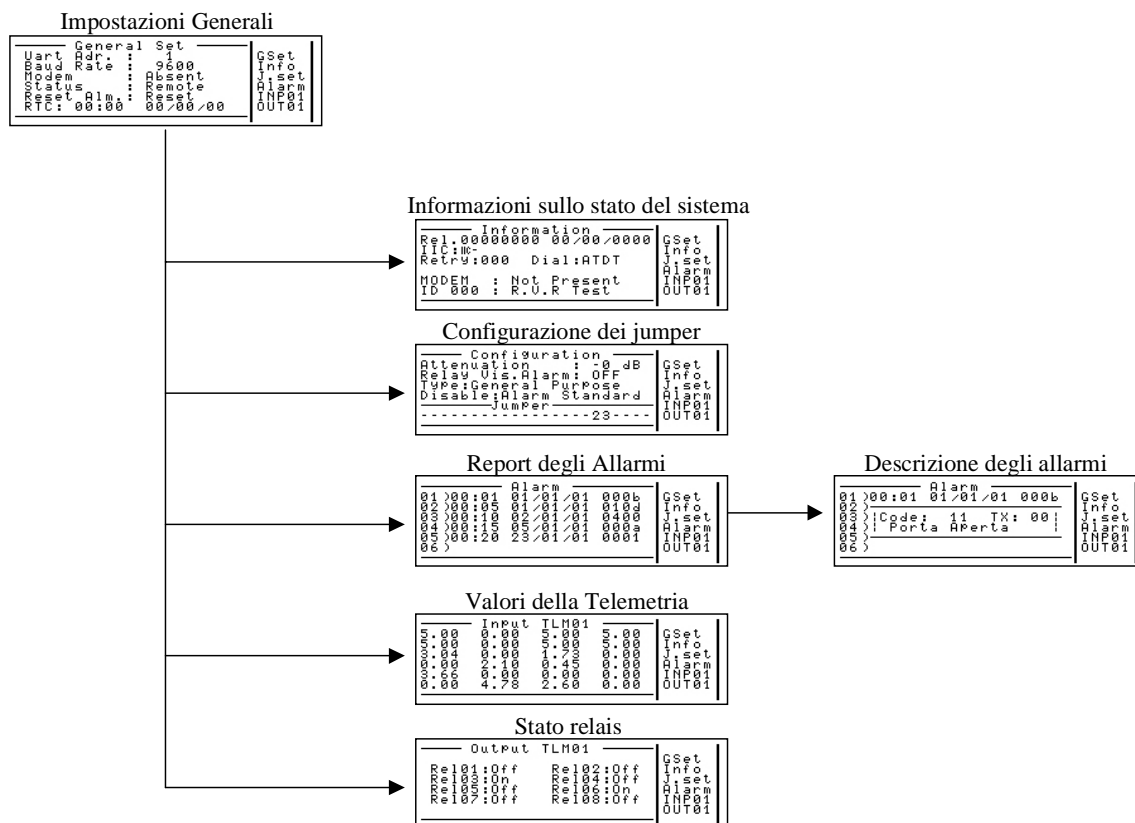 Impostazioni Generali
General Set
Uart Adr. : 1
Baud Rate : 9600
Modem : Absent
Status : Remote
Reset Alm.: Reset
RTC: 00:00 00/00/00
GSet
Info
J.set
Alarm
INP01
OUT01
Informazioni sullo stato del sistema
Information
Rel.00000000 00/00/0000
IIC:
Retry:000 Dial:ATDT
MODEM : Not Present
ID 000 : R.V.R Test
GSet
Info
J.set
Alarm
INP01
OUT01
Configurazione dei jumper
Configuration
Attenuation : -0 dB
Relay Vis.Alarm: OFF
Type:General Purpose
Disable:Alarm Standard
Jumper
-----------------23----
GSet
Info
J.set
Alarm
INP01
OUT01
Report degli Allarmi
Alarm
01)00:01 01/01/01 000b
02)00:05 01/01/01 010d
03)00:10 02/01/01 0400
04)00:15 05/01/01 000a
05)00:20 23/01/01 0001
06)
GSet
Info
J.set
Alarm
INP01
OUT01
Descrizione degli allarmi
Alarm
01)00:01 01/01/01 000b
02)
03)|Code: 11 TX: 00|
04)| Porta Aperta |
05)
06)
GSet
Info
J.set
Alarm
INP01
OUT01
Valori della Telemetria
Input TLM01
5.00 0.00 5.00 5.00
5.00 0.00 5.00 5.00
3.04 0.00 1.73 0.00
0.00 2.10 0.45 0.00
3.66 0.00 0.00 0.00
0.00 4.78 2.60 0.00
GSet
Info
J.set
Alarm
INP01
OUT01
Stato relais
Output TLM01
Rel01:Off Rel02:Off
Rel03:On Rel04:Off
Rel05:Off Rel06:On
Rel07:Off Rel08:Off
GSet
Info
J.set
Alarm
INP01
OUT01